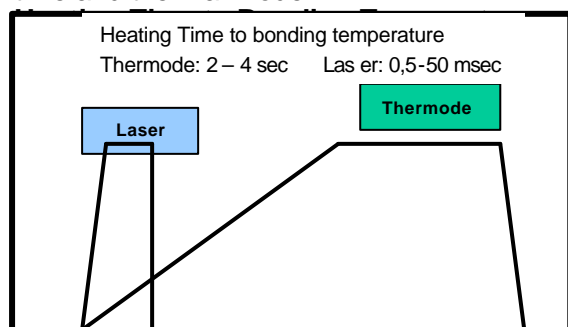 Heating Time to bonding temperature
Thermode: 2 – 4 sec Las er: 0,5-50 msec
Thermode
Laser